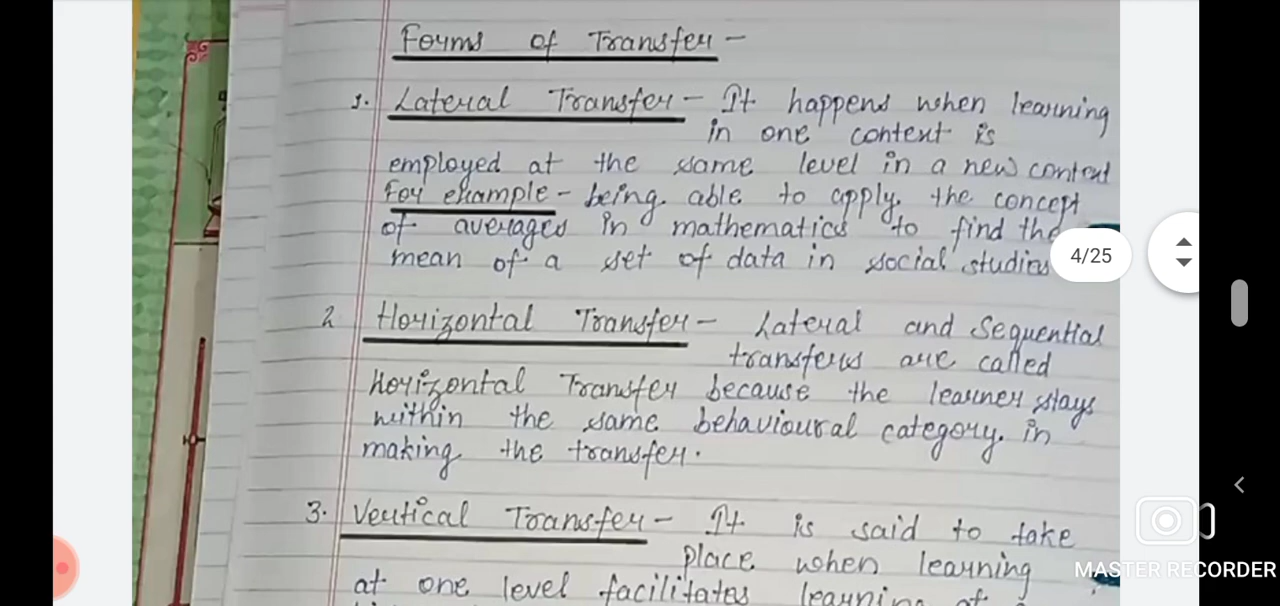 Forms of Transfer -
1. Lateral Transfer - It happens when learning
in one content is
employed at the same level in a new context
For example - being able to apply the concept
of averages in mathematics to find the
mean of a set of data in social studies
4/25
2 Horizontal Transfer - Lateral and Sequential
transfers are called
Horizontal Transfer because the learner stays
within the same behavioural category in
making the transfer.
3. Vertical Transfer - It is said to take
place when learning
at one level facilitates learning of
MASTER RECORDER